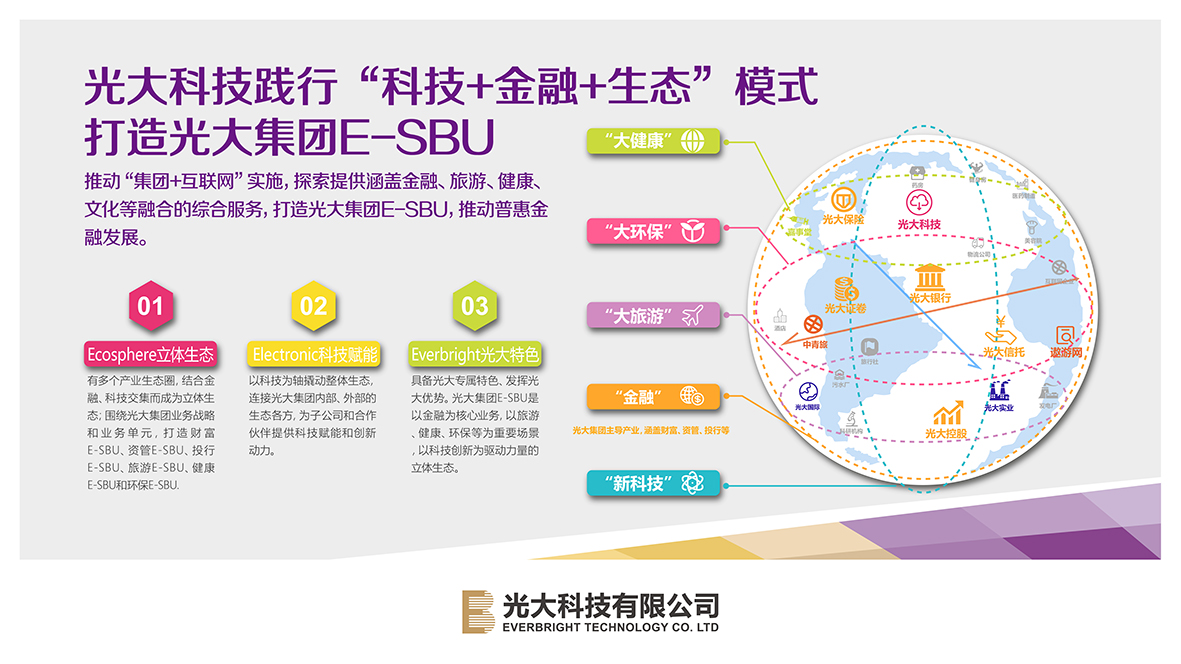 光大科技践行“科技+金融+生态”模式
打造光大集团E-SBU
推动“集团+互联网”实施，探索提供涵盖金融、旅游、健康、
文化等融合的综合服务，打造光大集团E-SBU，推动普惠金
融发展。
01
Ecosphere立体生态
有多个产业生态圈，结合金
融、科技交集而成为立体生
态；围绕光大集团业务战略
和业务单元，打造财富
E-SBU、资管E-SBU、投行
E-SBU、旅游E-SBU、健康
E-SBU和环保E-SBU.
02
Electronic科技赋能
以科技为轴撬动整体生态，
连接光大集团内部、外部的
生态各方，为子公司和合作
伙伴提供科技赋能和创新
动力。
03
Everbright光大特色
具备光大专属特色、发挥光
大优势。光大集团E-SBU是
以金融为核心业务，以旅游
、健康、环保等为重要场景
，以科技创新为驱动力量的
立体生态。
“大健康”
“大环保”
“大旅游”
“金融”
光大集团主导产业，涵盖财富，资管，投行等
“新科技”
药房
光大保险
光大科技
美容院
物流公司
光大银行
光大证卷
酒店
中青旅
旅行社
光大信托
遨游网
污水厂
光大国际
科研机构
光大控股
光大实业
光大科技有限公司
EVERBRIGHT TECHNOLOGY CO. LTD